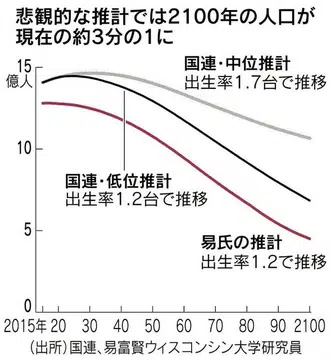 悲観的な推計では2100年の人口が
現在の約3分の1に
15
億人
国連・中位推計
出生率1.7台で推移
10
国連・低位推計
出生率1.2台で推移
5
易氏の推計
出生率1.2で推移
0
2015年 20 30 40 50 60 70 80 90 2100
(出所)国連、易富賢ウィスコンシン大学研究員